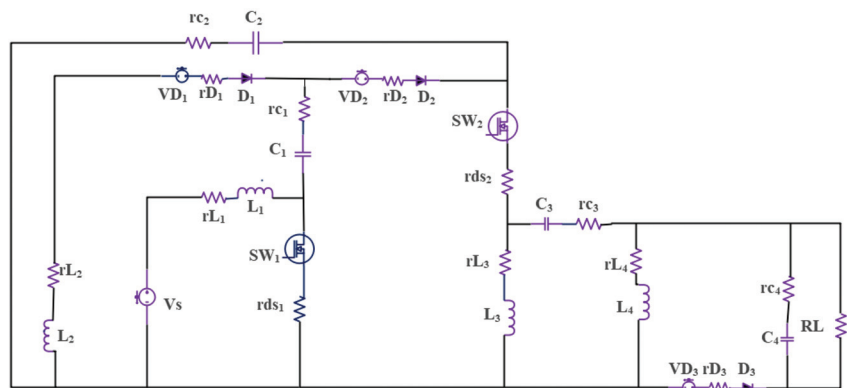 rc₂ C₂
VD₁ rD₁ D₁ VD₂ rD₂ D₂
rc₁
SW₂
C₁
rds₂
rL₁ L₁
C₃ rc₃
SW₁
rL₂
rL₃
rL₄
rc₄
Vs
rds₁
L₂
L₃
L₄
C₄
RL
VD₃ rD₃ D₃